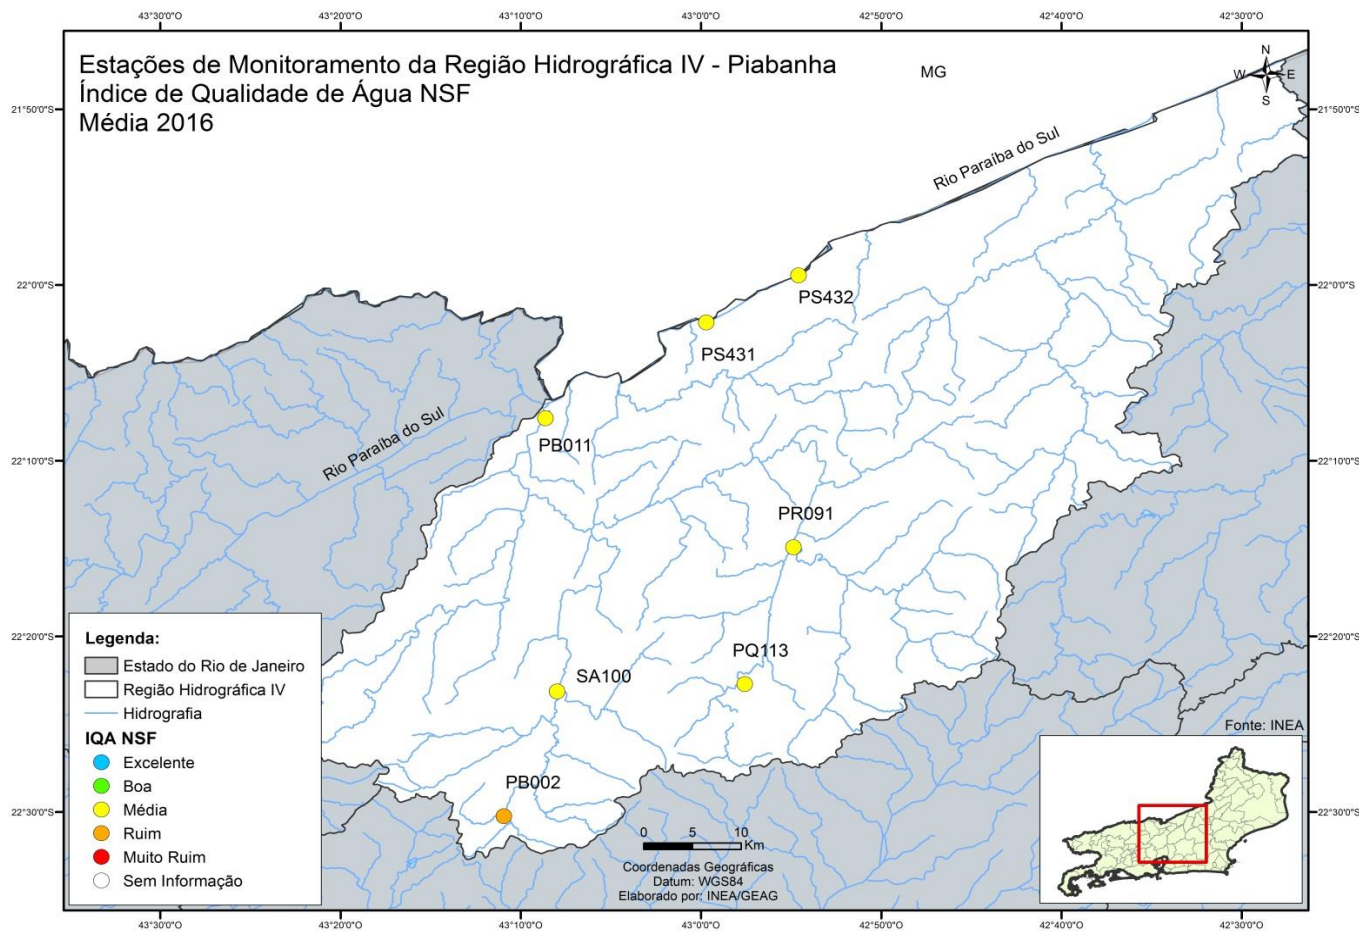 43°30'0"W
43°20'0"W
43°10'0"W
43°0'0"W
42°50'0"W
42°40'0"W
42°30'0"W
Estações de Monitoramento da Região Hidrográfica IV - Piabanha
Índice de Qualidade de Água NSF
Média 2016
MG
N
W
E
S
21°50'0"S
21°50'0"S
Rio Paraíba do Sul
22°0'0"S
22°0'0"S
PS432
PS431
Rio Paraíba do Sul
PB011
22°10'0"S
22°10'0"S
PR091
22°20'0"S
22°20'0"S
PQ113
SA100
PB002
22°30'0"S
22°30'0"S
Legenda:
Estado do Rio de Janeiro
Região Hidrográfica IV
Hidrografia
IQA NSF
Excelente
Boa
Média
Ruim
Muito Ruim
Sem Informação
0 5 10
Km
Coordenadas Geográficas
Datum: WGS84
Elaborado por: INEA/GEAG
Fonte: INEA
43°30'0"W
43°20'0"W
43°10'0"W
43°0'0"W
42°50'0"W
42°40'0"W
42°30'0"W